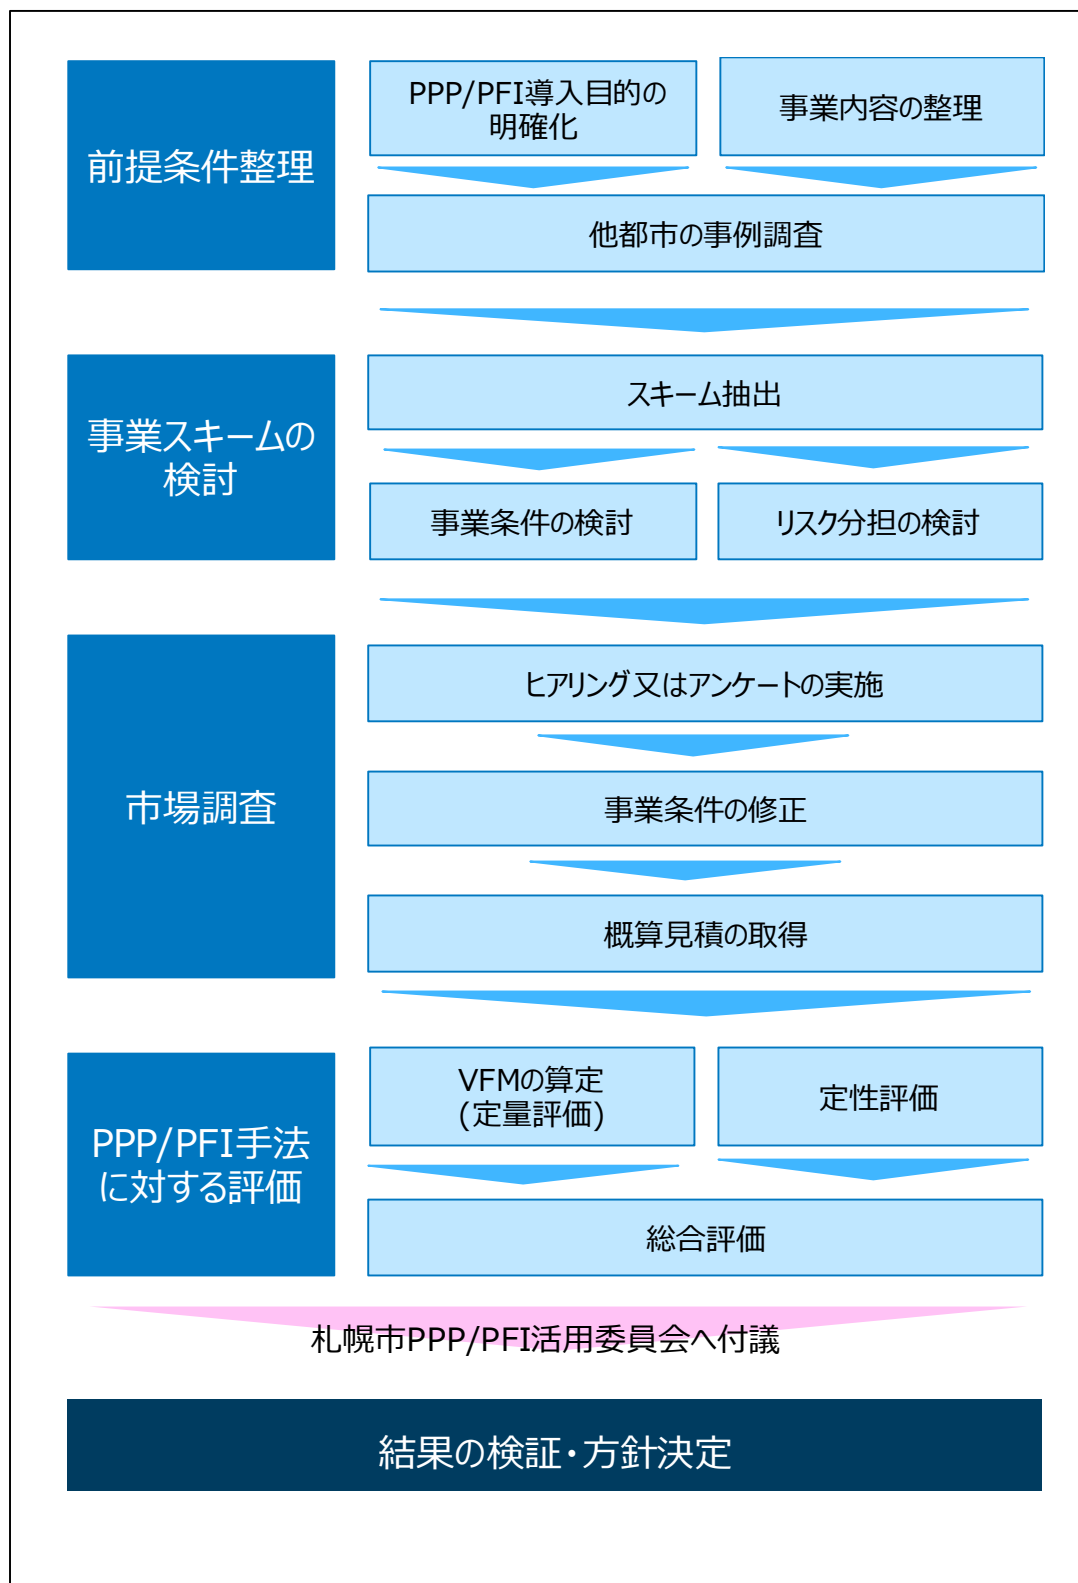 前提条件整理
PPP/PFI導入目的の
明確化
事業内容の整理
他都市の事例調査
事業スキームの
検討
スキーム抽出
事業条件の検討
リスク分担の検討
市場調査
ヒアリング又はアンケートの実施
事業条件の修正
概算見積の取得
PPP/PFI手法
に対する評価
VFMの算定
(定量評価)
定性評価
総合評価
札幌市PPP/PFI活用委員会へ付議
結果の検証・方針決定